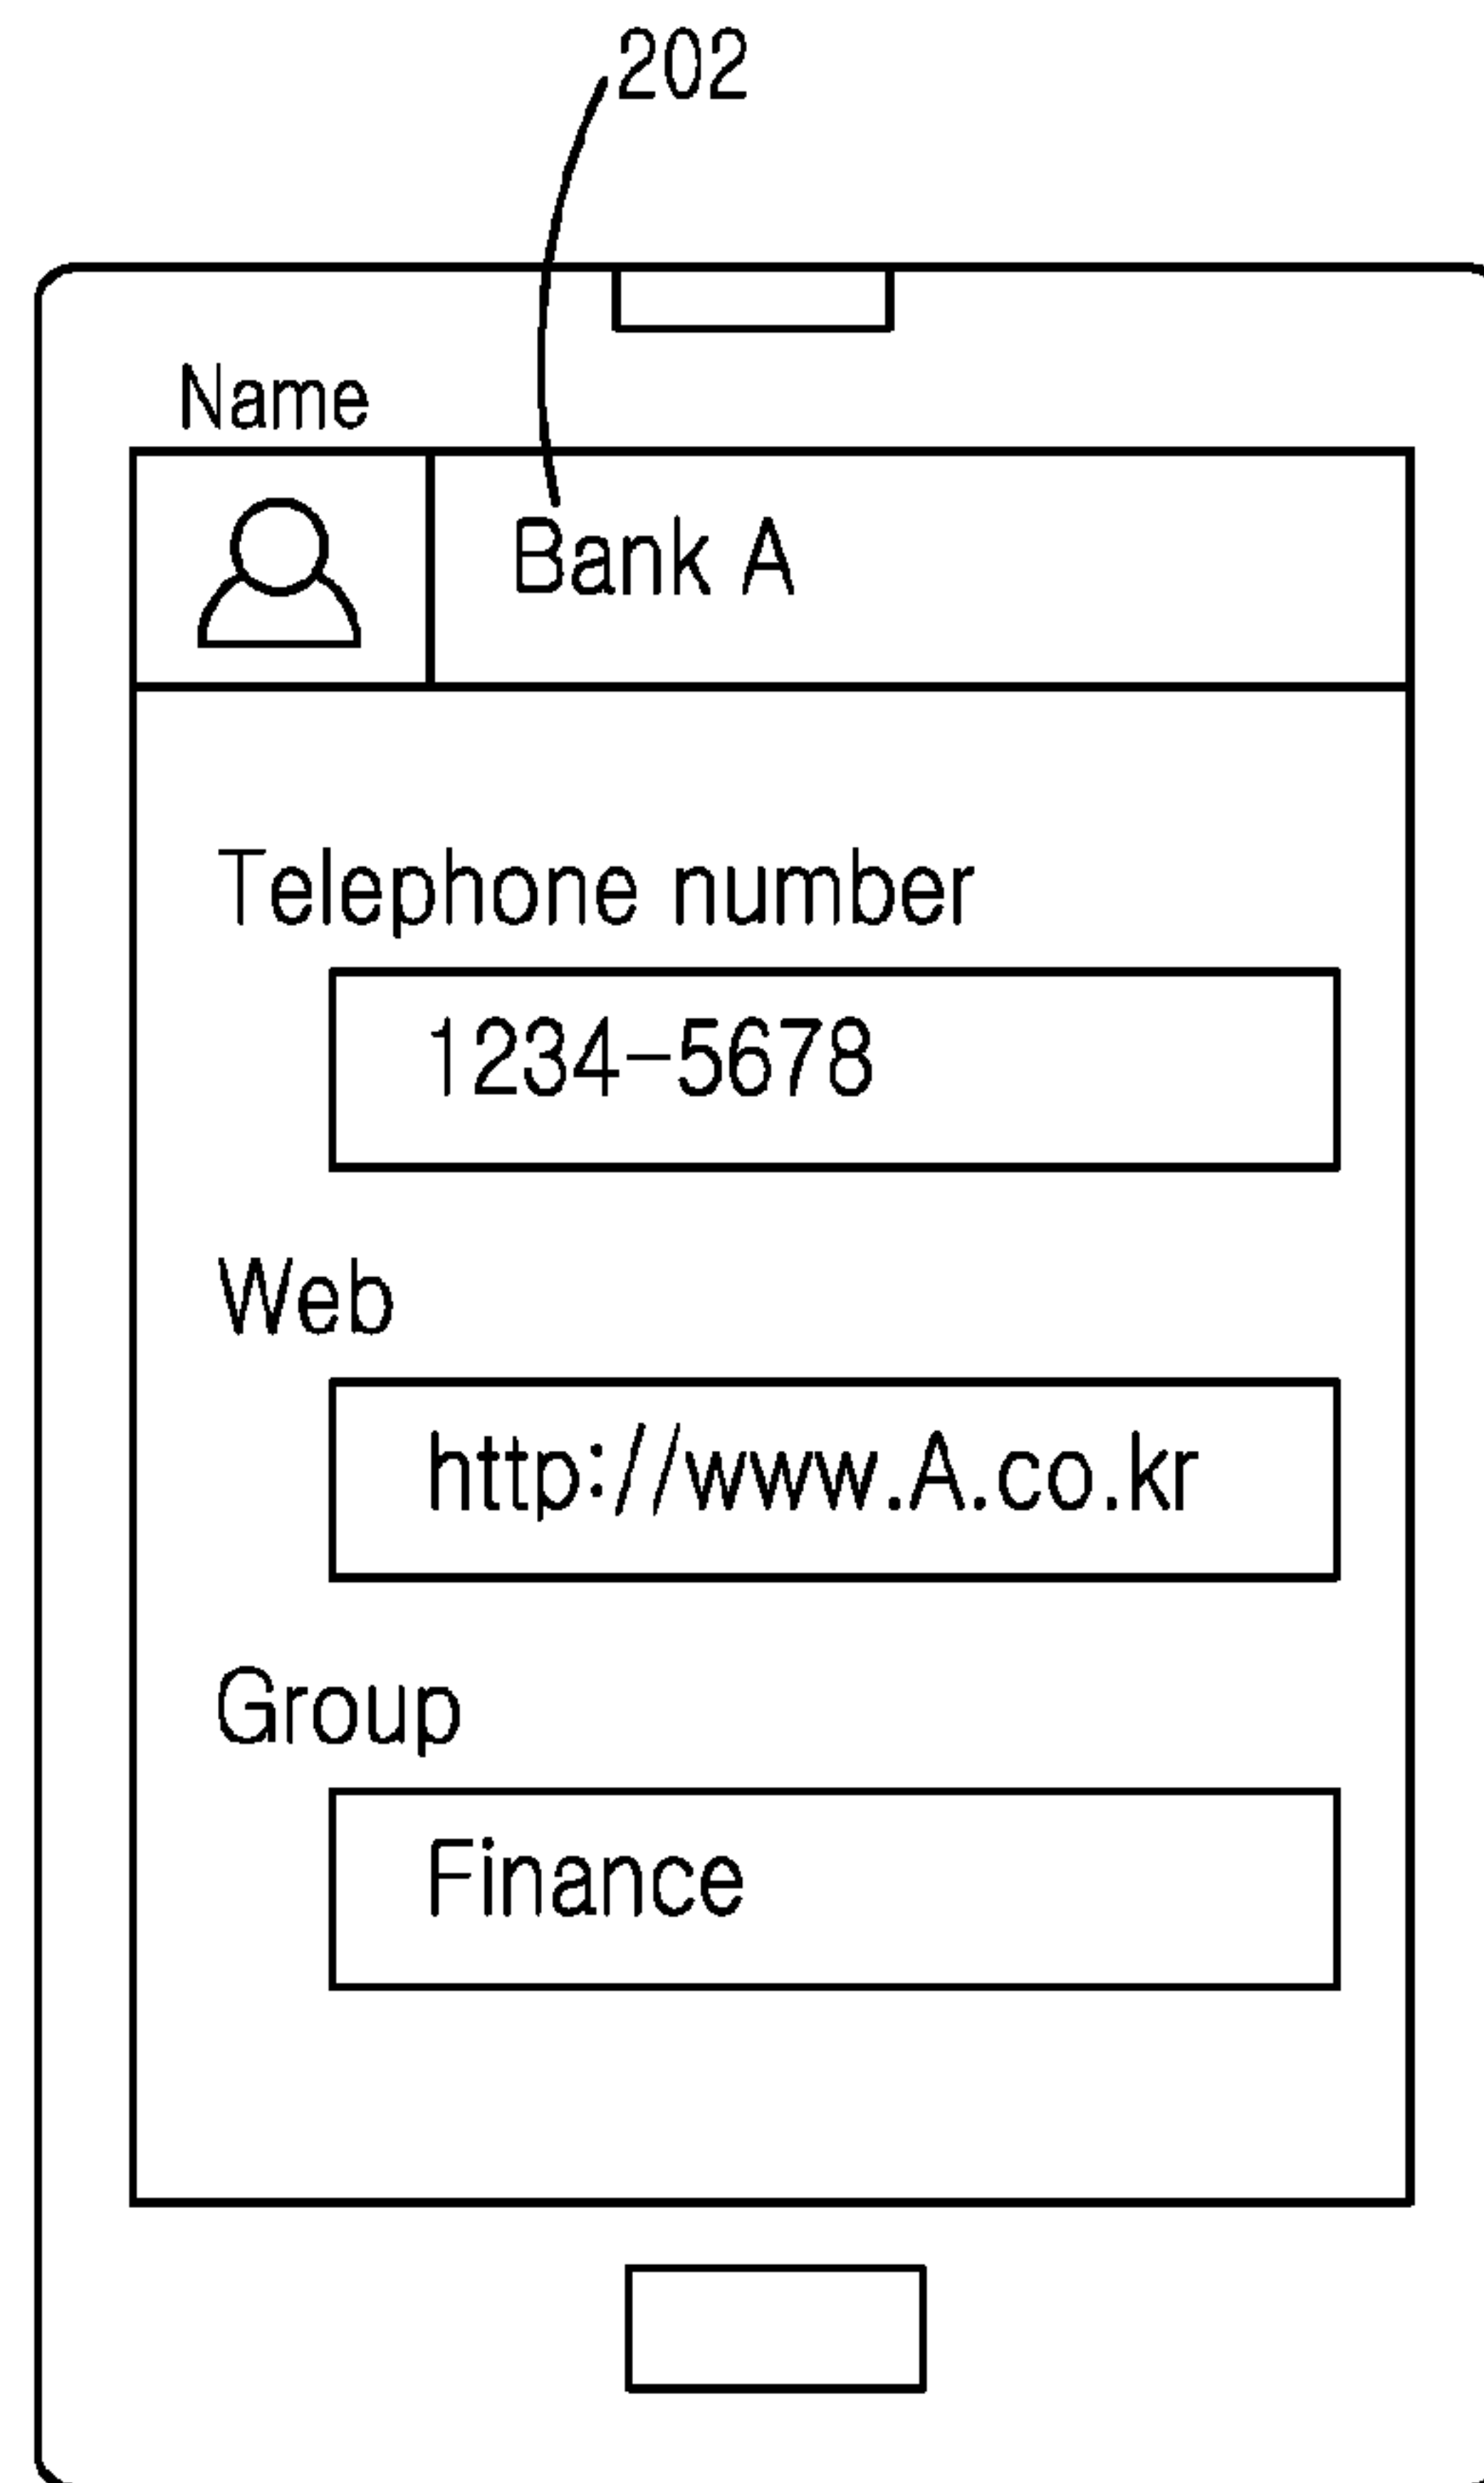 202
Name
Bank A
Telephone number
1234-5678
Web
http://www.A.co.kr
Group
Finance